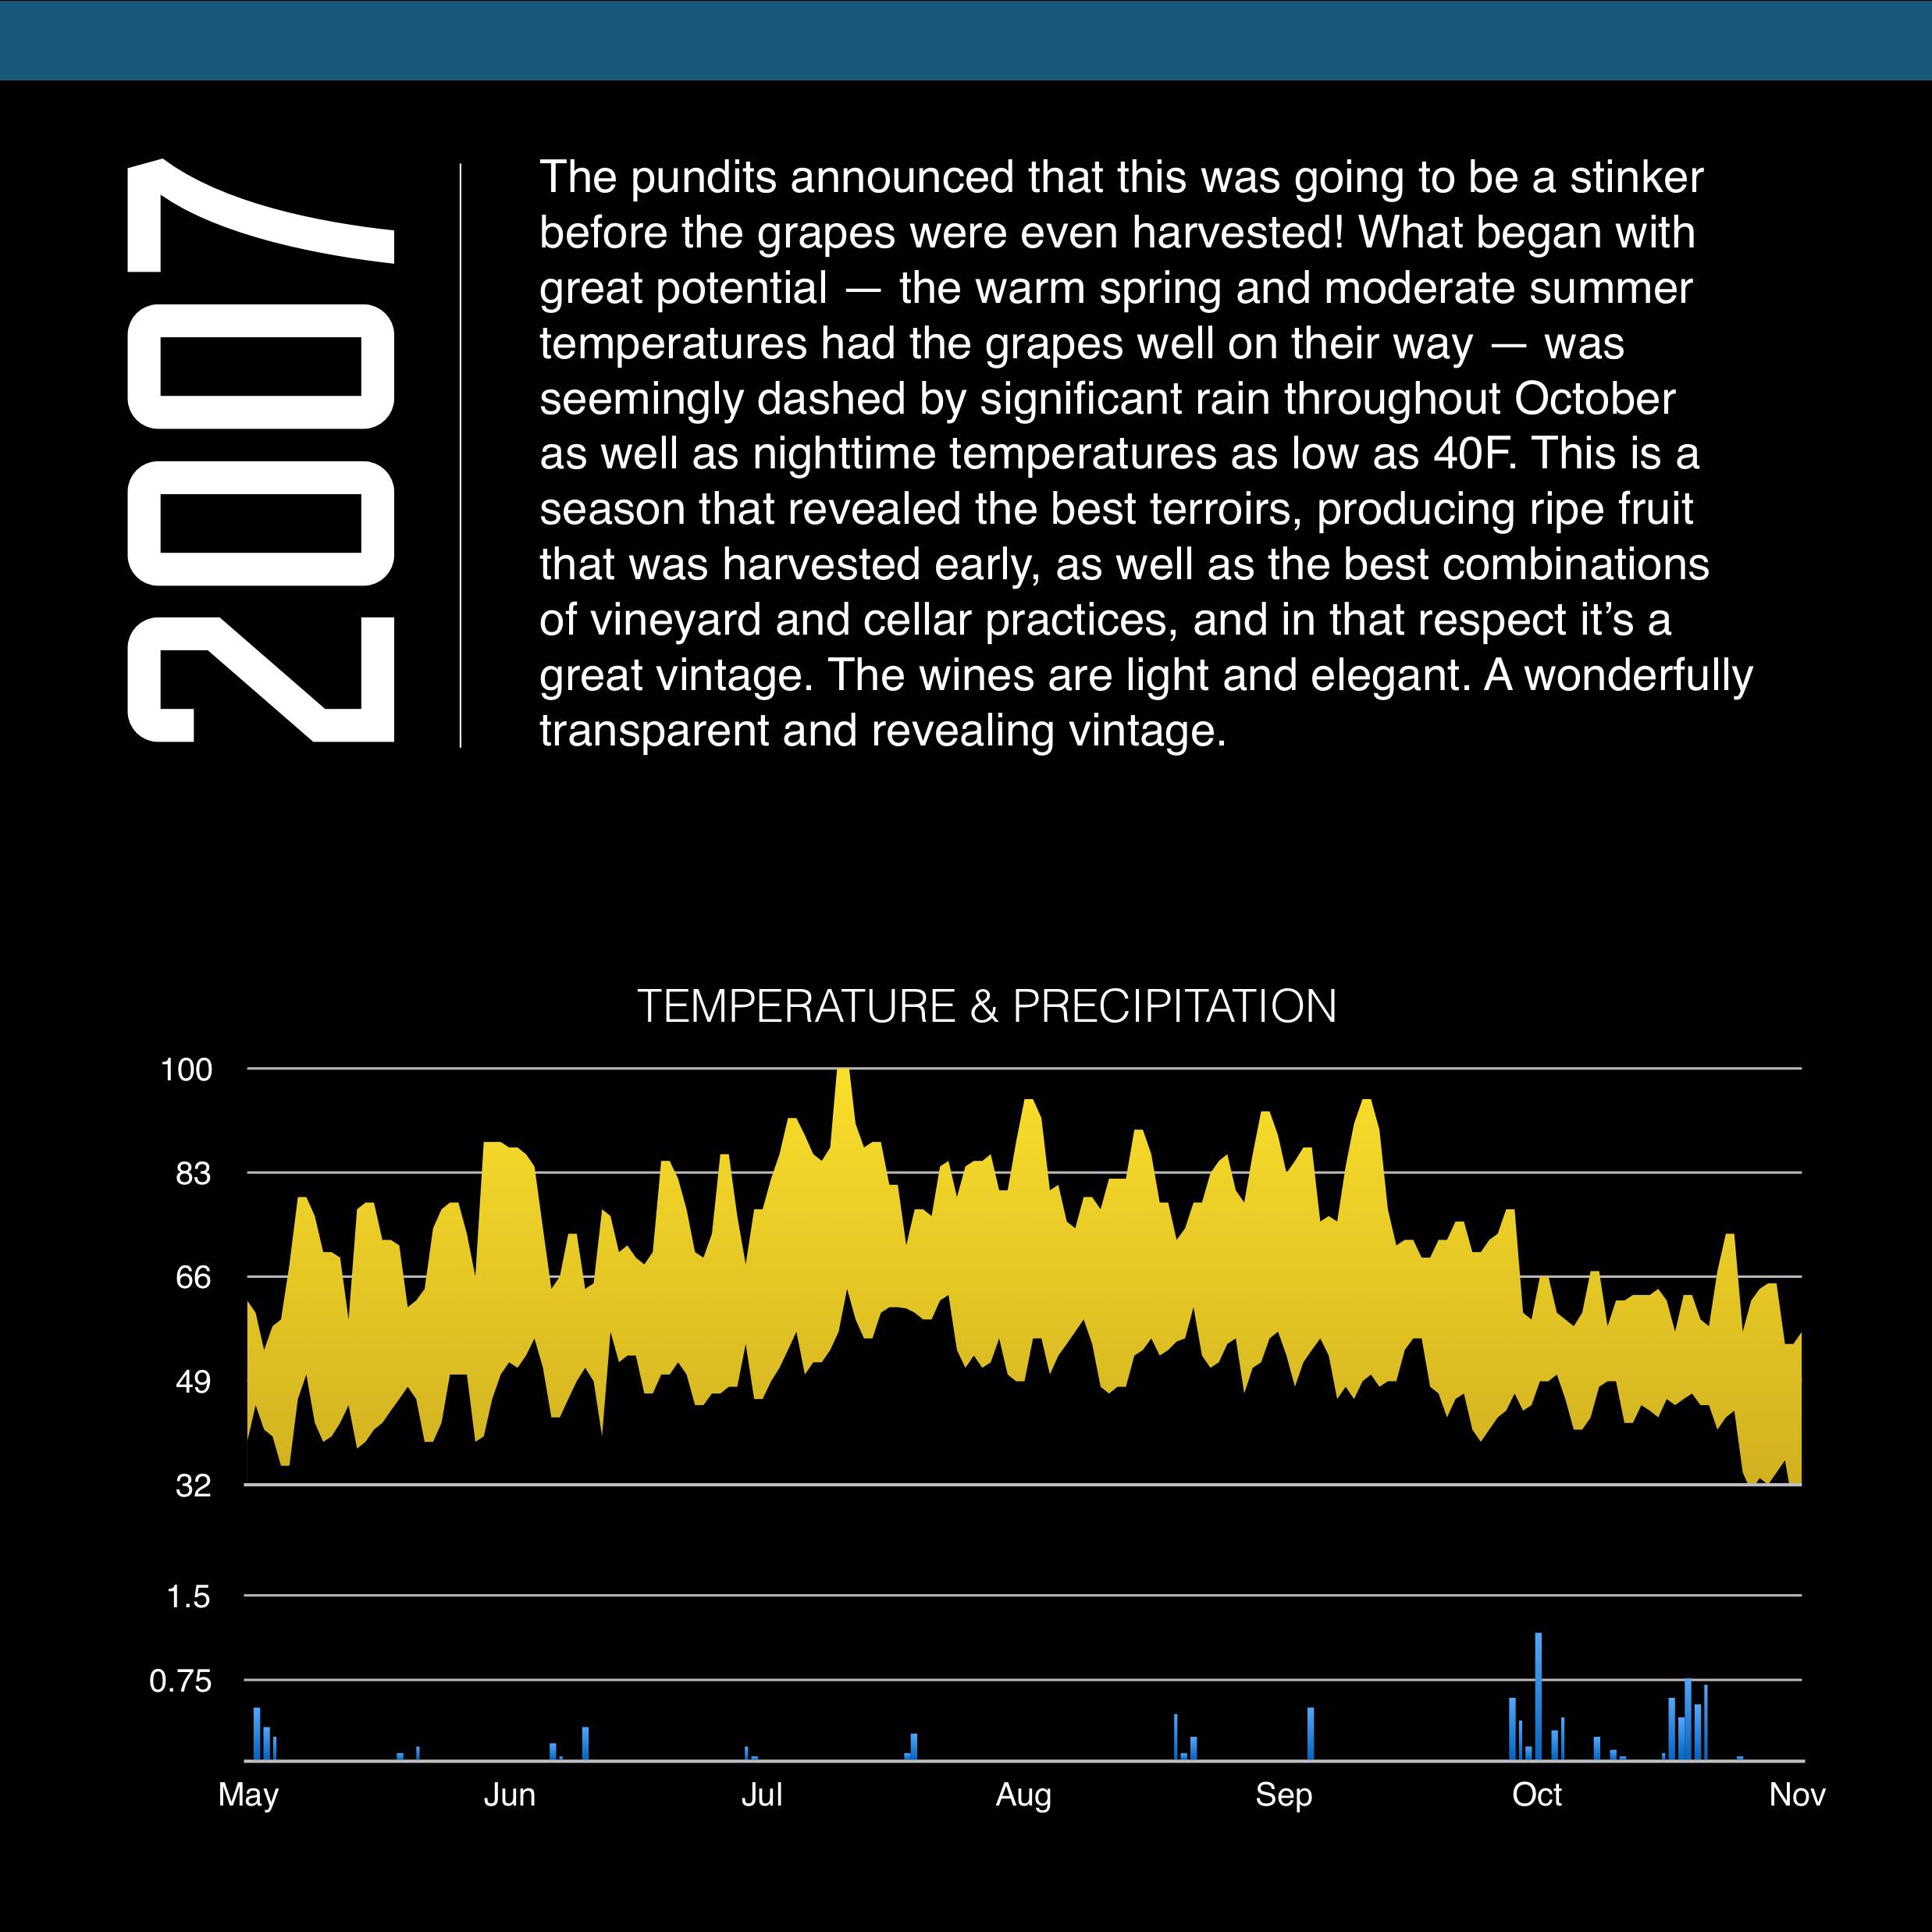 2007
The pundits announced that this was going to be a stinker
before the grapes were even harvested! What began with
great potential — the warm spring and moderate summer
temperatures had the grapes well on their way — was
seemingly dashed by significant rain throughout October
as well as nighttime temperatures as low as 40F. This is a
season that revealed the best terroirs, producing ripe fruit
that was harvested early, as well as the best combinations
of vineyard and cellar practices, and in that respect it’s a
great vintage. The wines are light and elegant. A wonderfully
transparent and revealing vintage.
TEMPERATURE & PRECIPITATION
100
83
66
49
32
1.5
0.75
May Jun Jul Aug Sep Oct Nov